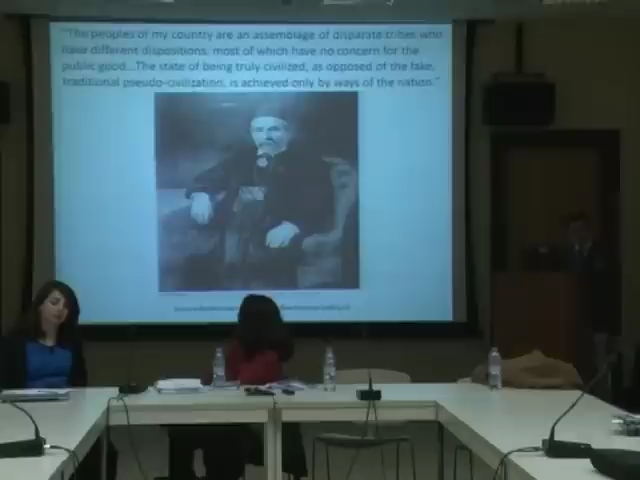 "The peoples of my country are an assemblage of disparate tribes who
have different dispositions, most of which have no concern for the
public good...The state of being truly civilized, as opposed of the fake,
traditional pseudo-civilization, is achieved only by ways of the nation."